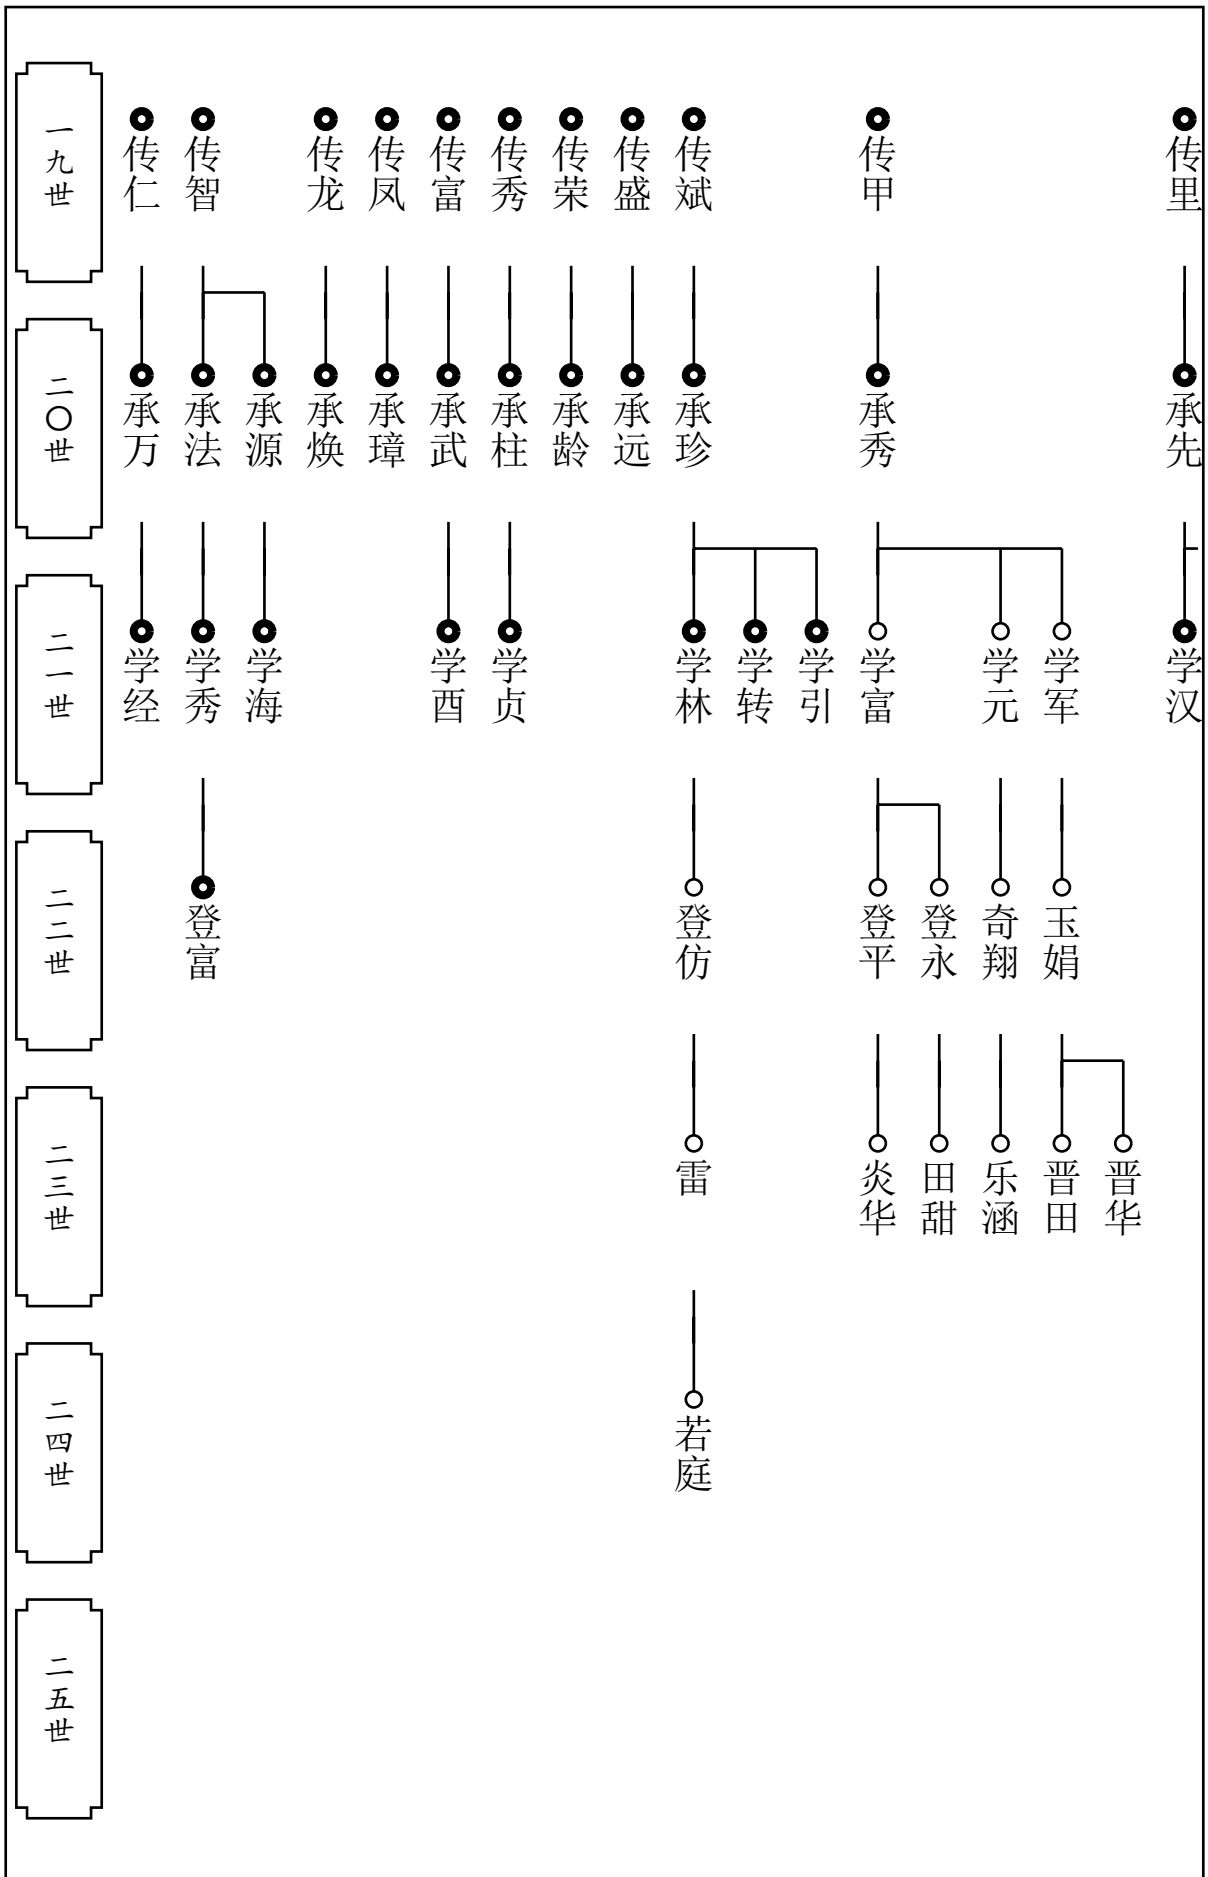 一九世
传仁
传智
传龙
传凤
传富
传秀
传荣
传盛
传斌
传甲
传里
二〇世
承万
承法
承源
承焕
承璋
承武
承柱
承龄
承远
承珍
承秀
承先
二一世
学经
学秀
学海
学酉
学贞
学林
学转
学引
学富
学元
学军
学汉
二二世
登富
登仿
登平
登永
奇翔
玉娟
二三世
雷
炎华
田甜
乐涵
晋田
晋华
二四世
若庭
二五世